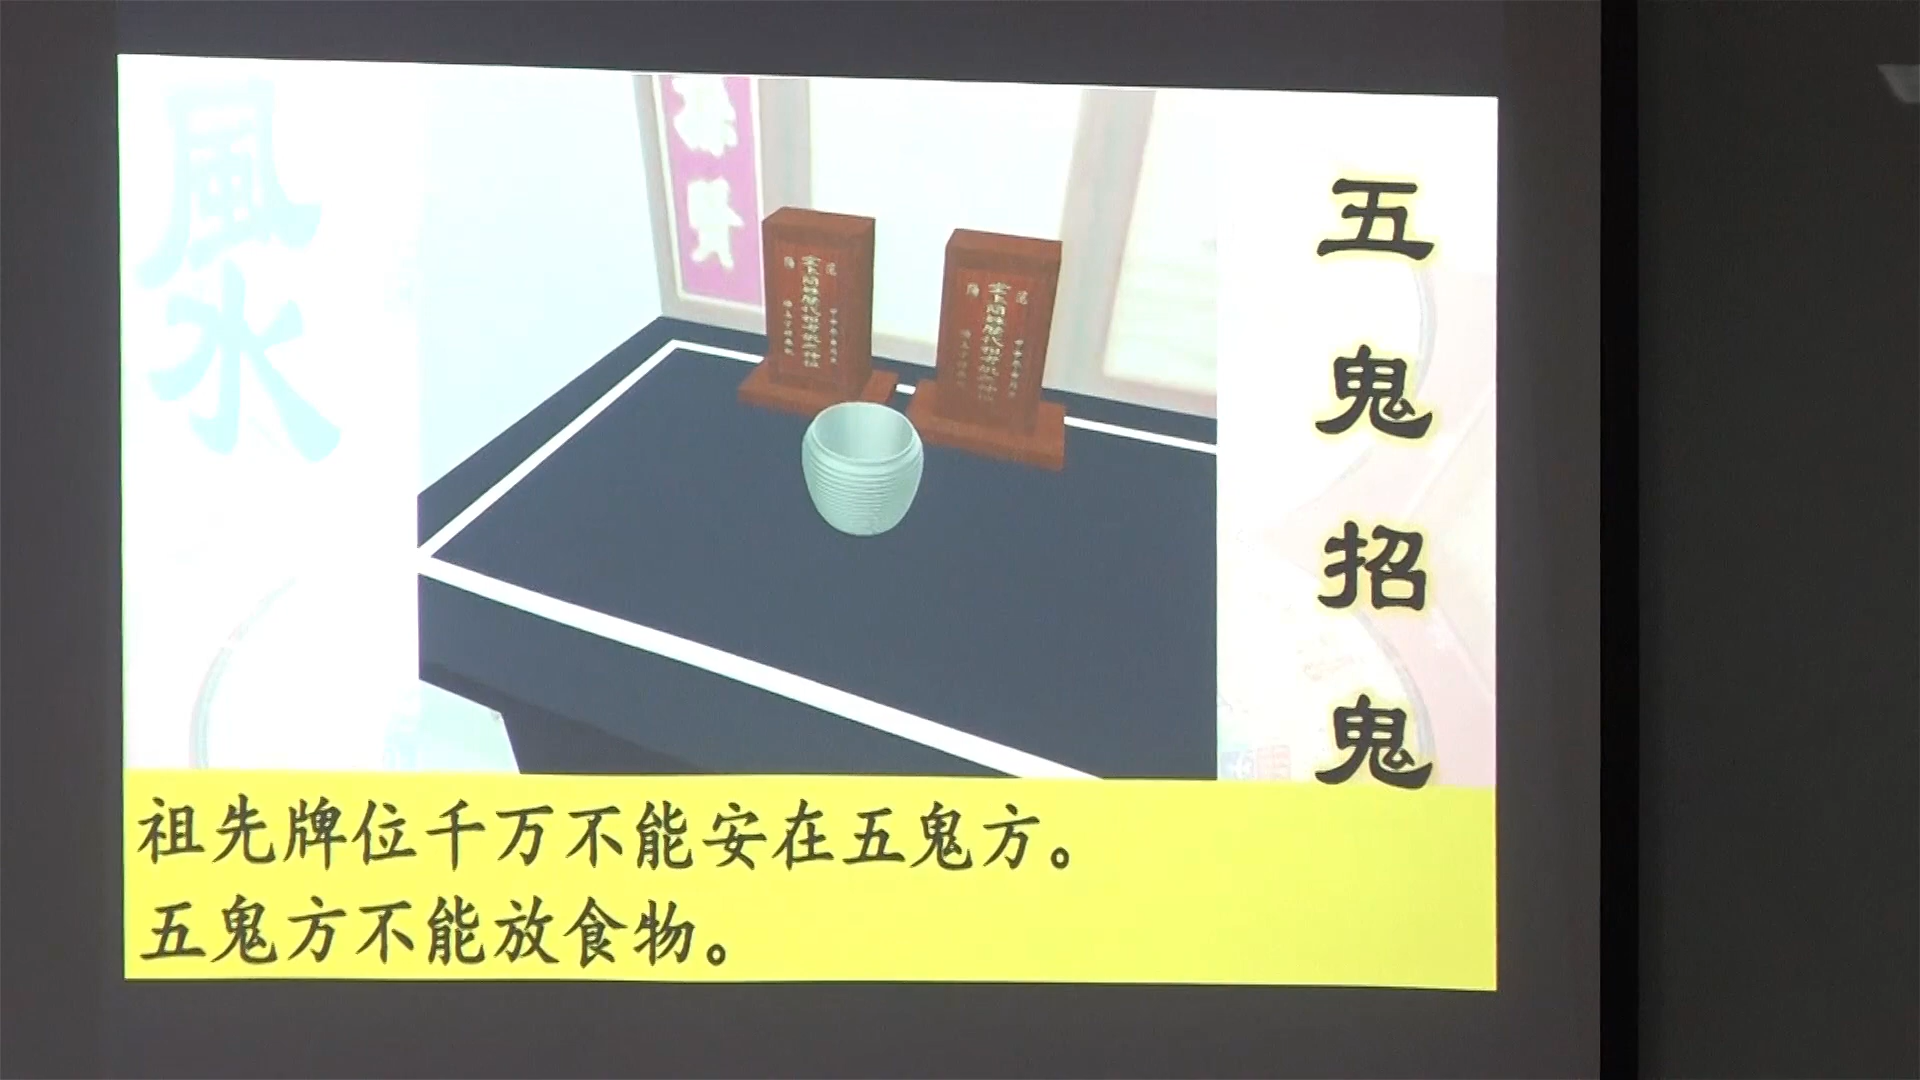 風水
五鬼招鬼
祖先牌位千万不能安在五鬼方。
五鬼方不能放食物。